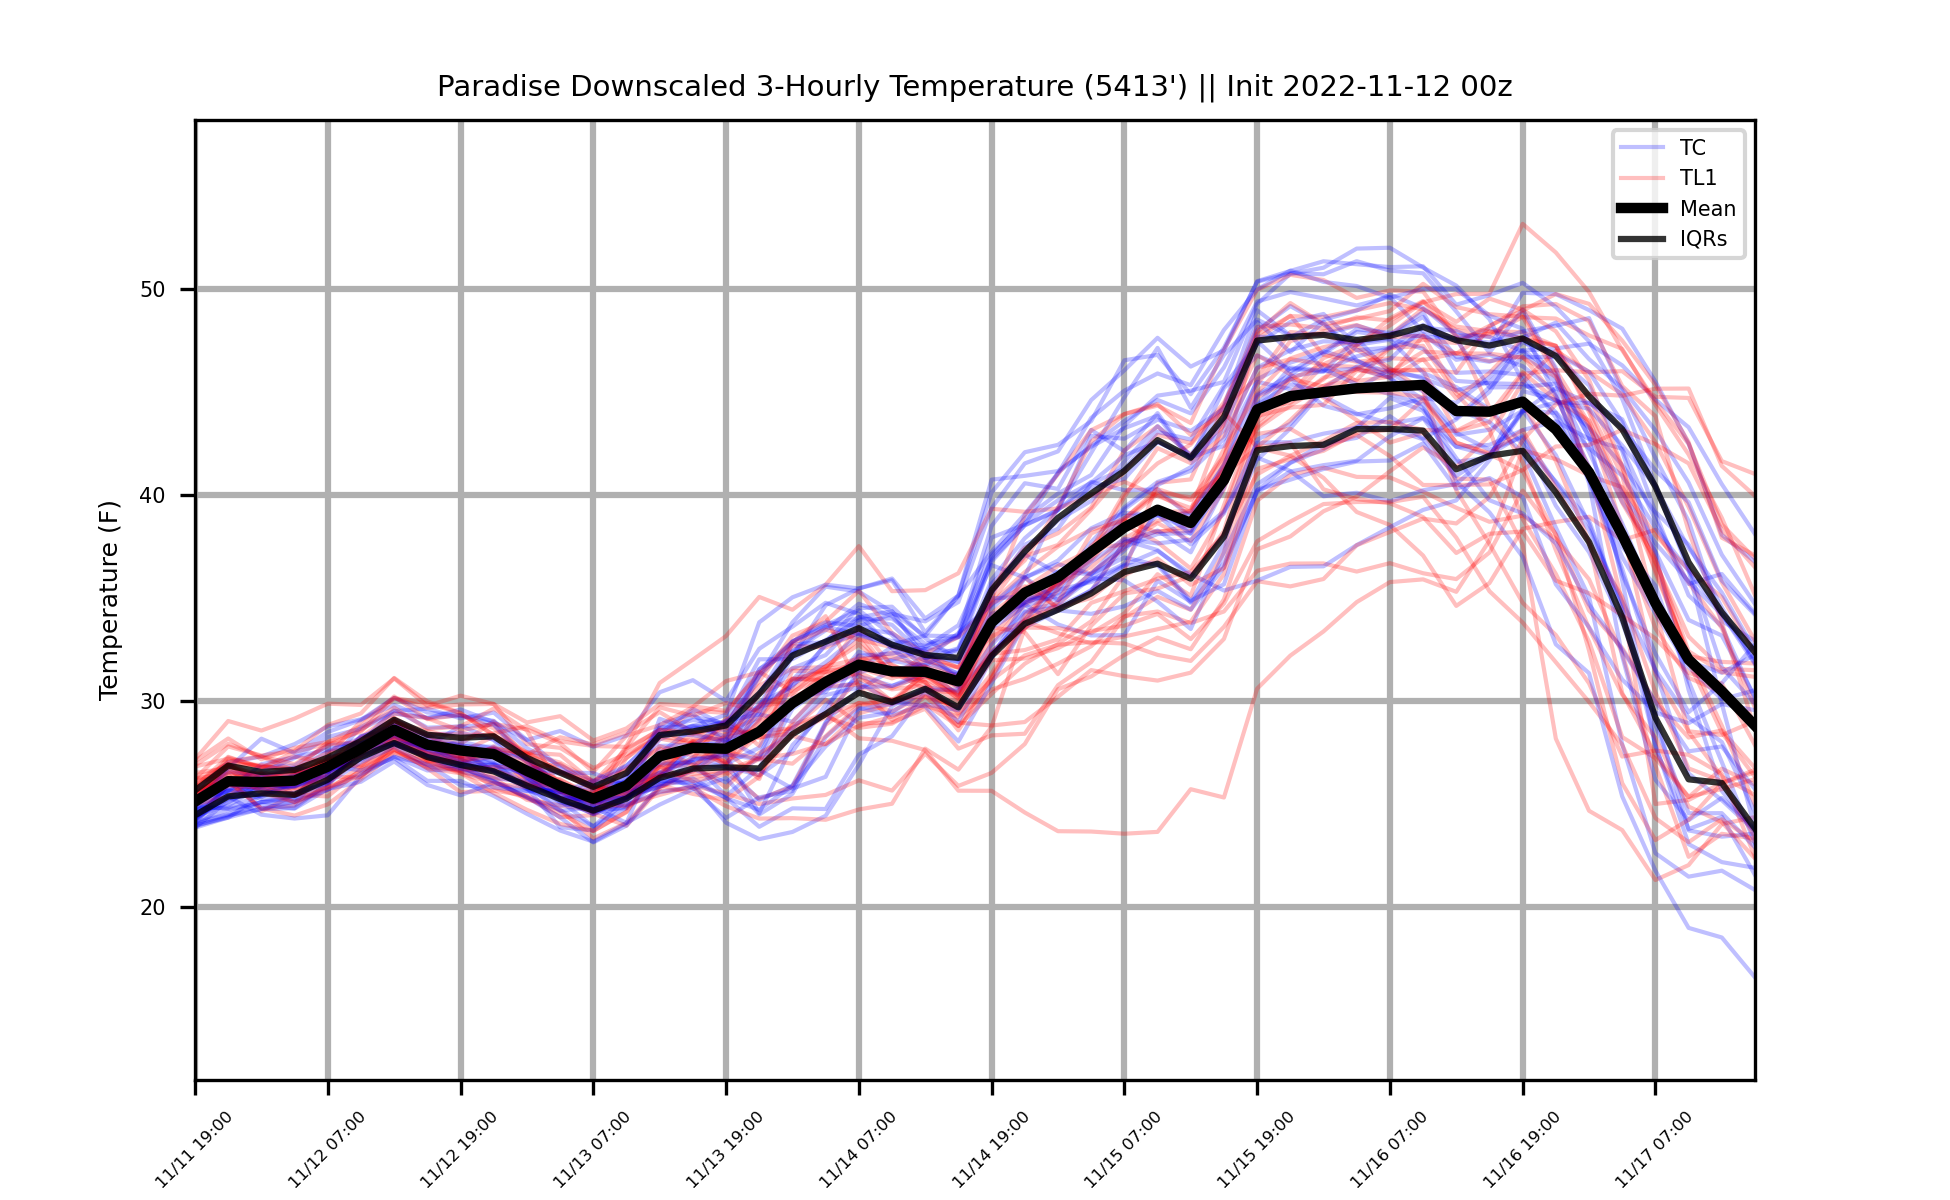 Paradise Downscaled 3-Hourly Temperature (5413') || Init 2022-11-12 00z
TC
TL1
Mean
IQRs
Temperature (F)
50
40
30
20
11/11 19:00
11/12 07:00
11/12 19:00
11/13 07:00
11/13 19:00
11/14 07:00
11/14 19:00
11/15 07:00
11/15 19:00
11/16 07:00
11/16 19:00
11/17 07:00